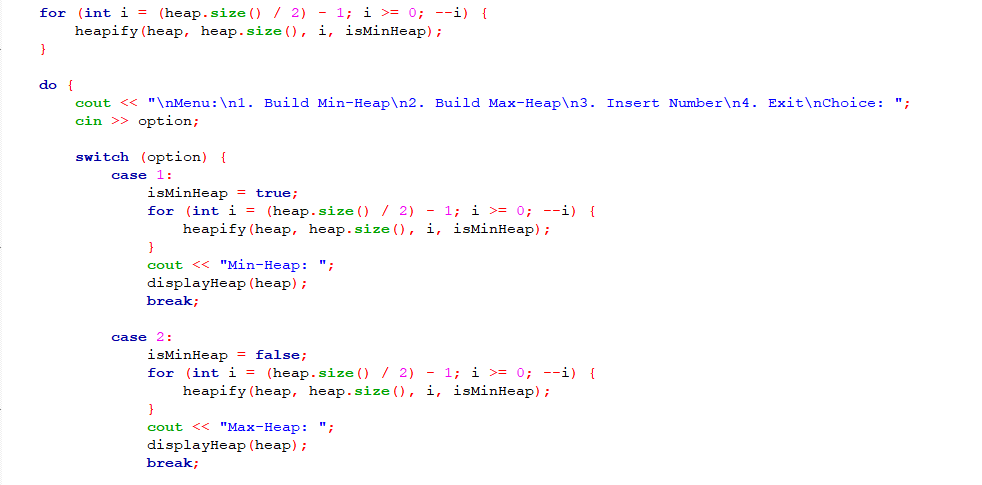 for (int i = (heap.size() / 2) - 1; i >= 0; --i) {
    heapify(heap, heap.size(), i, isMinHeap);
}

do {
    cout << "\nMenu:\n1. Build Min-Heap\n2. Build Max-Heap\n3. Insert Number\n4. Exit\nChoice: ";
    cin >> option;

    switch (option) {
        case 1:
            isMinHeap = true;
            for (int i = (heap.size() / 2) - 1; i >= 0; --i) {
                heapify(heap, heap.size(), i, isMinHeap);
            }
            cout << "Min-Heap: ";
            displayHeap(heap);
            break;

        case 2:
            isMinHeap = false;
            for (int i = (heap.size() / 2) - 1; i >= 0; --i) {
                heapify(heap, heap.size(), i, isMinHeap);
            }
            cout << "Max-Heap: ";
            displayHeap(heap);
            break;